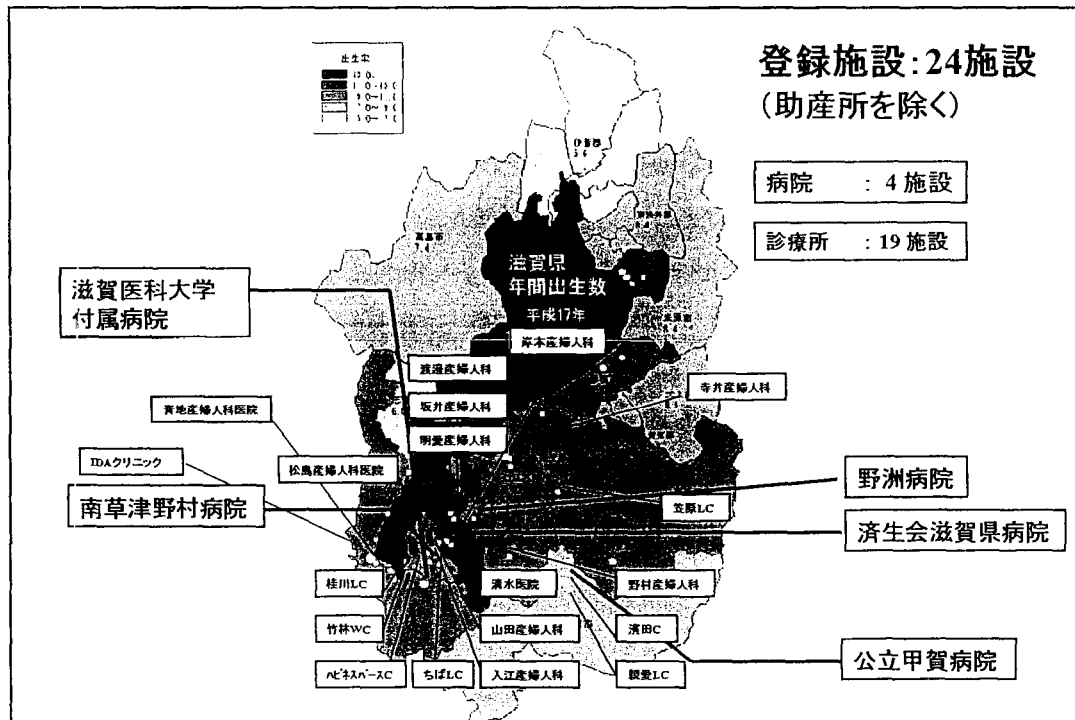 登録施設：24施設
（助産所を除く）
病院 ： 4 施設
診療所 ： 19 施設
出生率
滋賀県
年間出生数
平成17年
滋賀医科大学
付属病院
岸本産婦人科
渡邉産婦人科
坂井産婦人科
明愛産婦人科
寺井産婦人科
青地産婦人科医院
IDAクリニック
松島産婦人科医院
南草津野村病院
野洲病院
笠原LC
済生会滋賀県病院
桂川LC
清水医院
野村産婦人科
竹林WC
山田産婦人科
濱田C
ハピネスバースC
ちばLC
入江産婦人科
親愛LC
公立甲賀病院